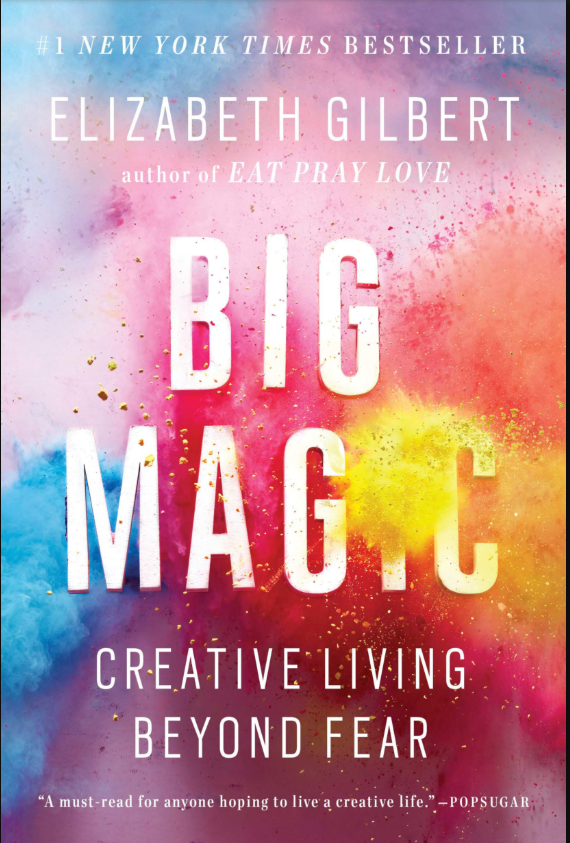 #1 NEW YORK TIMES BESTSELLER
ELIZABETH GILBERT
author of EAT PRAY LOVE
BIG
MAGIC
CREATIVE LIVING
BEYOND FEAR
“A must-read for anyone hoping to live a creative life.”—POPSUGAR